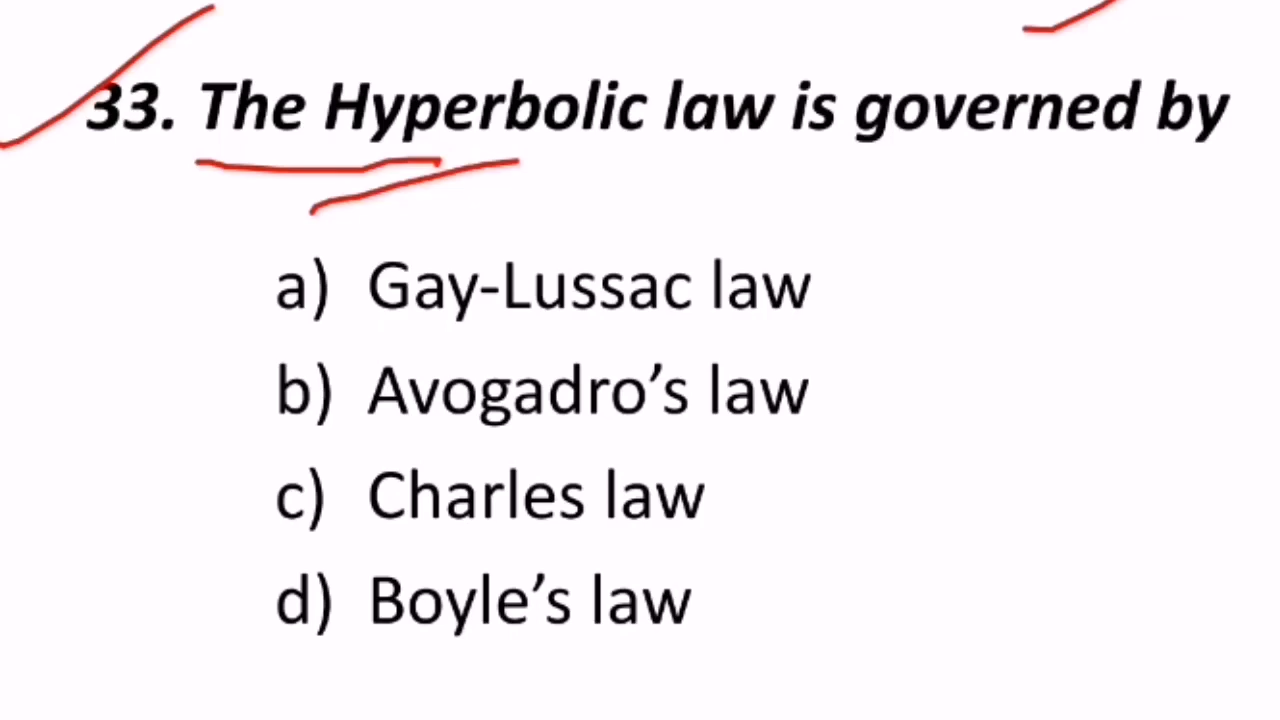 33. The Hyperbolic law is governed by
a) Gay-Lussac law
b) Avogadro’s law
c) Charles law
d) Boyle’s law